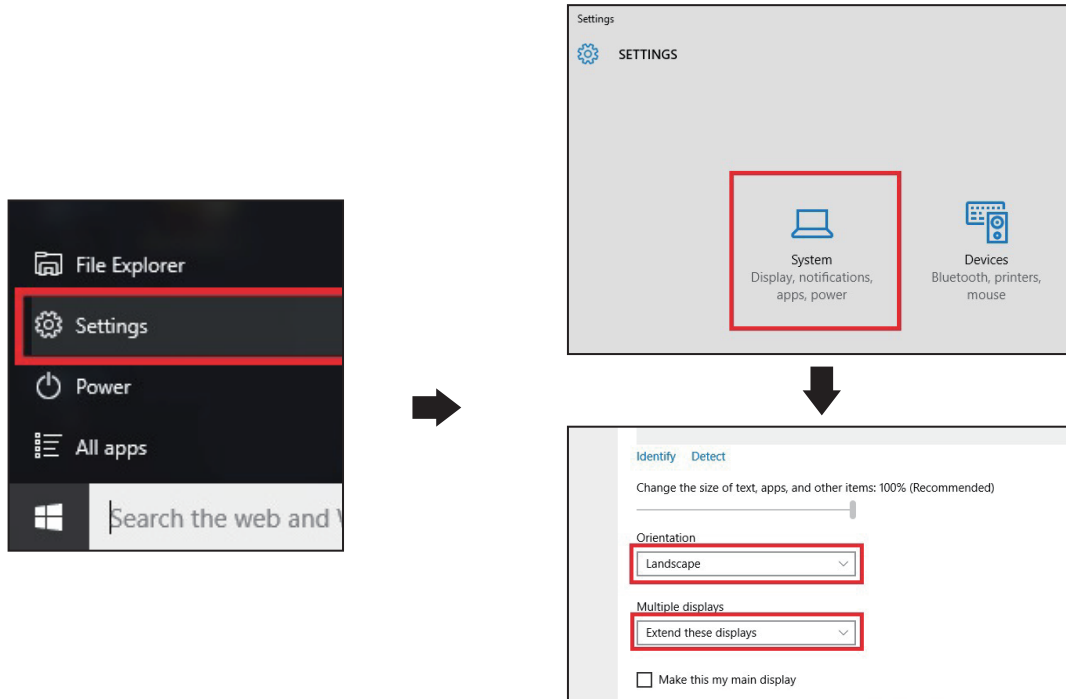 File Explorer
Settings
Power
All apps
Search the web and
Settings
SETTINGS
System
Display, notifications,
apps, power
Devices
Bluetooth, printers,
mouse
Identify Detect
Change the size of text, apps, and other items: 100% (Recommended)
Orientation
Landscape
Multiple displays
Extend these displays
Make this my main display